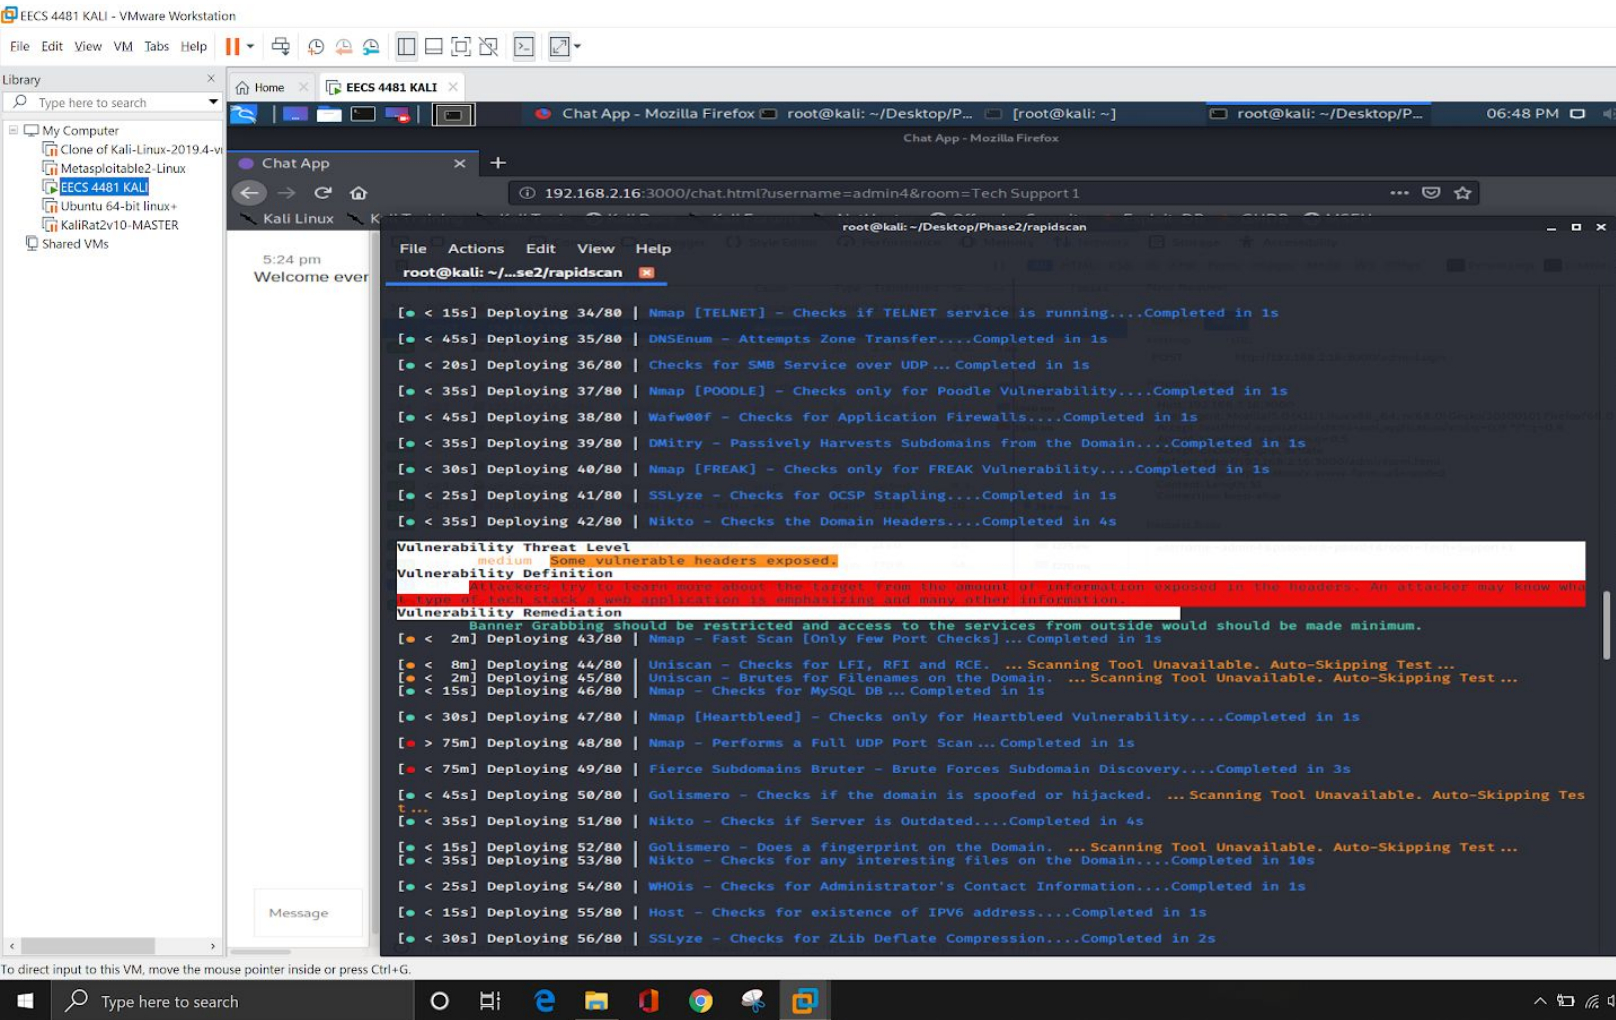 EECS 4481 KALI - VMware Workstation
File Edit View VM Tabs Help
Library
Type here to search
My Computer
Clone of Kali-Linux-2019.4-v
Metasploitable2-Linux
EECS 4481 KALI
Ubuntu 64-bit linux+
KaliRat2v10-MASTER
Shared VMs
Home
EECS 4481 KALI
Chat App - Mozilla Firefox root@kali: ~/Desktop/P... [root@kali: ~] root@kali: ~/Desktop/P... 06:48 PM
Chat App - Mozilla Firefox
Chat App
192.168.2.16:3000/chat.html?username=admin4&room=Tech Support 1
Kali Linux
5:24 pm
Welcome ever
Message
root@kali: ~/Desktop/Phase2/rapidscan
File Actions Edit View Help
root@kali: ~/...se2/rapidscan
[● < 15s] Deploying 34/80 | Nmap [TELNET] - Checks if TELNET service is running....Completed in 1s
[● < 45s] Deploying 35/80 | DNSEnum - Attempts Zone Transfer....Completed in 1s
[● < 20s] Deploying 36/80 | Checks for SMB Service over UDP...Completed in 1s
[● < 35s] Deploying 37/80 | Nmap [POODLE] - Checks only for Poodle Vulnerability....Completed in 1s
[● < 45s] Deploying 38/80 | Wafw00f - Checks for Application Firewalls....Completed in 1s
[● < 35s] Deploying 39/80 | DMitry - Passively Harvests Subdomains from the Domain....Completed in 1s
[● < 30s] Deploying 40/80 | Nmap [FREAK] - Checks only for FREAK Vulnerability....Completed in 1s
[● < 25s] Deploying 41/80 | SSLyze - Checks for OCSP Stapling....Completed in 1s
[● < 35s] Deploying 42/80 | Nikto - Checks the Domain Headers....Completed in 4s
Vulnerability Threat Level
medium Some vulnerable headers exposed.
Vulnerability Definition
Attackers try to learn more about the target from the amount of information exposed in the headers. An attacker may know wha
t type of tech stack a web application is emphasizing and many other information.
Vulnerability Remediation
Banner Grabbing should be restricted and access to the services from outside would should be made minimum.
[● < 2m] Deploying 43/80 | Nmap - Fast Scan [Only Few Port Checks]...Completed in 1s
[● < 8m] Deploying 44/80 | Uniscan - Checks for LFI, RFI and RCE. ...Scanning Tool Unavailable. Auto-Skipping Test...
[● < 2m] Deploying 45/80 | Uniscan - Brutes for Filenames on the Domain. ...Scanning Tool Unavailable. Auto-Skipping Test...
[● < 15s] Deploying 46/80 | Nmap - Checks for MySQL DB...Completed in 1s
[● < 30s] Deploying 47/80 | Nmap [Heartbleed] - Checks only for Heartbleed Vulnerability....Completed in 1s
[● > 75m] Deploying 48/80 | Nmap - Performs a Full UDP Port Scan...Completed in 1s
[● < 75m] Deploying 49/80 | Fierce Subdomains Bruter - Brute Forces Subdomain Discovery....Completed in 3s
[● < 45s] Deploying 50/80 | Golismero - Checks if the domain is spoofed or hijacked. ...Scanning Tool Unavailable. Auto-Skipping Tes
t...
[● < 35s] Deploying 51/80 | Nikto - Checks if Server is Outdated....Completed in 4s
[● < 15s] Deploying 52/80 | Golismero - Does a fingerprint on the Domain. ...Scanning Tool Unavailable. Auto-Skipping Test...
[● < 35s] Deploying 53/80 | Nikto - Checks for any interesting files on the Domain....Completed in 10s
[● < 25s] Deploying 54/80 | WHOis - Checks for Administrator's Contact Information....Completed in 1s
[● < 15s] Deploying 55/80 | Host - Checks for existence of IPV6 address....Completed in 1s
[● < 30s] Deploying 56/80 | SSLyze - Checks for ZLib Deflate Compression....Completed in 2s
To direct input to this VM, move the mouse pointer inside or press Ctrl+G.
Type here to search